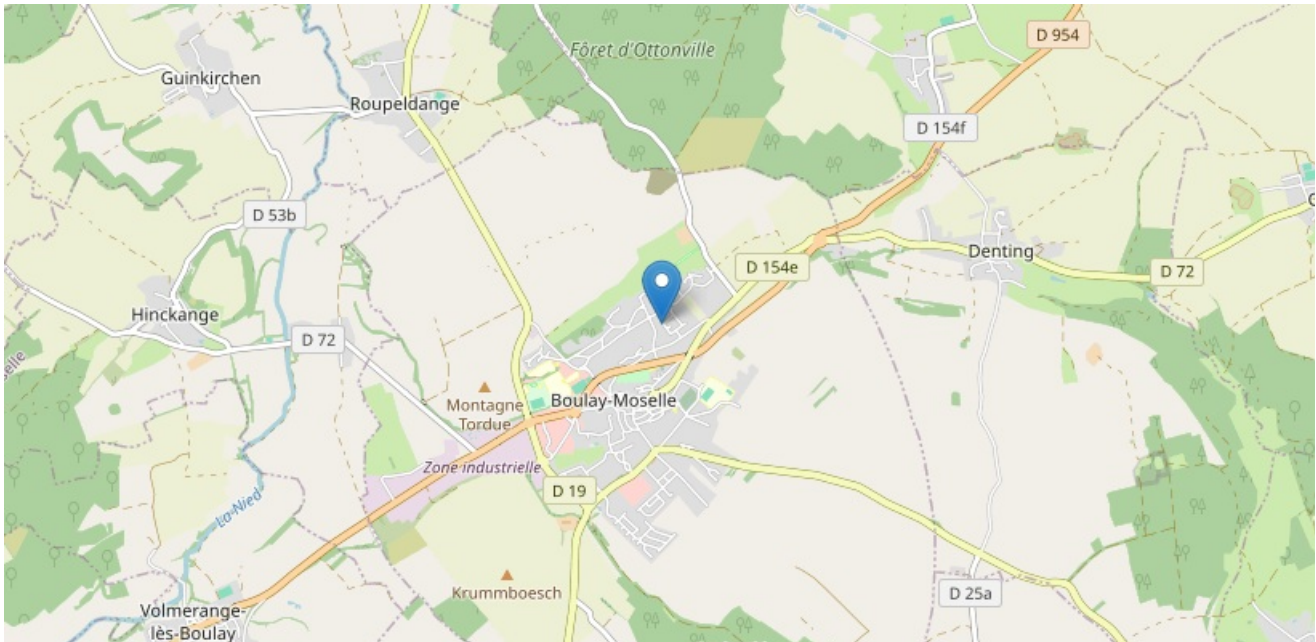 D 954
Fôret d'Ottonville
Guinkirchen
Roupeldange
D 154f
D 53b
Denting
D 154e
D 72
Hinckange
D 72
selle
Montagne
Tordue
Boulay-Moselle
Zone industrielle
D 19
La Nied
Krummboesch
D 25a
Volmerange-
lès-Boulay